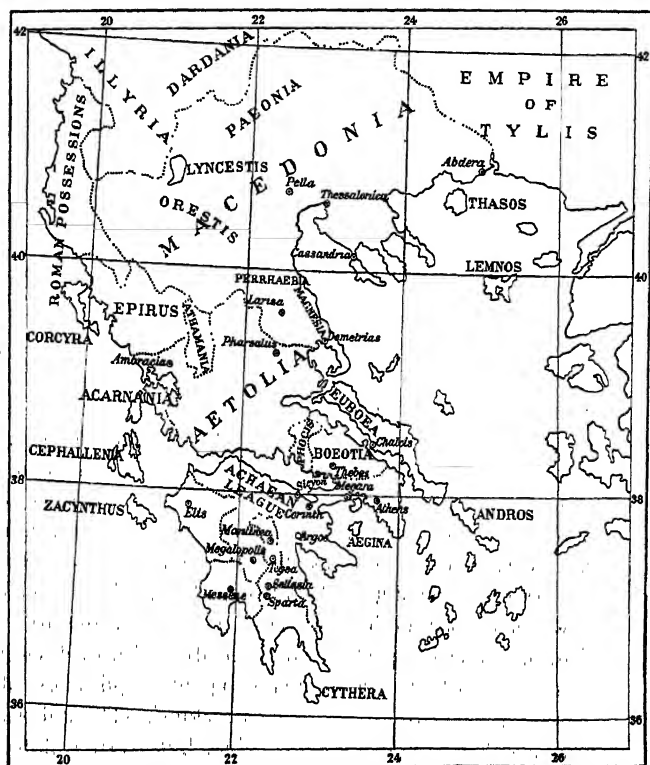 20 22 24 26
42
ILLYRIA
DARDANIA
PAEONIA
EMPIRE
OF
TYLIS
MACEDONIA
ROMAN POSSESSIONS
LYNCESTIS
ORESTIS
Pella
Thessalonica
Abdera
THASOS
Cassandria
40
40
PERRHAEBIA
LEMNOS
EPIRUS
Larisa
MAGNESIA
CORCYRA
ATHAMANIA
Pharsalus
Demetrias
Ambracia
AETOLIA
ACARNANIA
EUBOEA
PHOCIS
BOEOTIA
Chalcis
CEPHALLENIA
Thebes
38
38
ACHAEAN
LEAGUE
Sicyon
Megara
ZACYNTHUS
Elis
Corinth
Athens
ANDROS
Mantinea
Argos
AEGINA
Megalopolis
Tegea
Messene
Sellasia
Sparta
CYTHERA
36
36
20 22 24 26